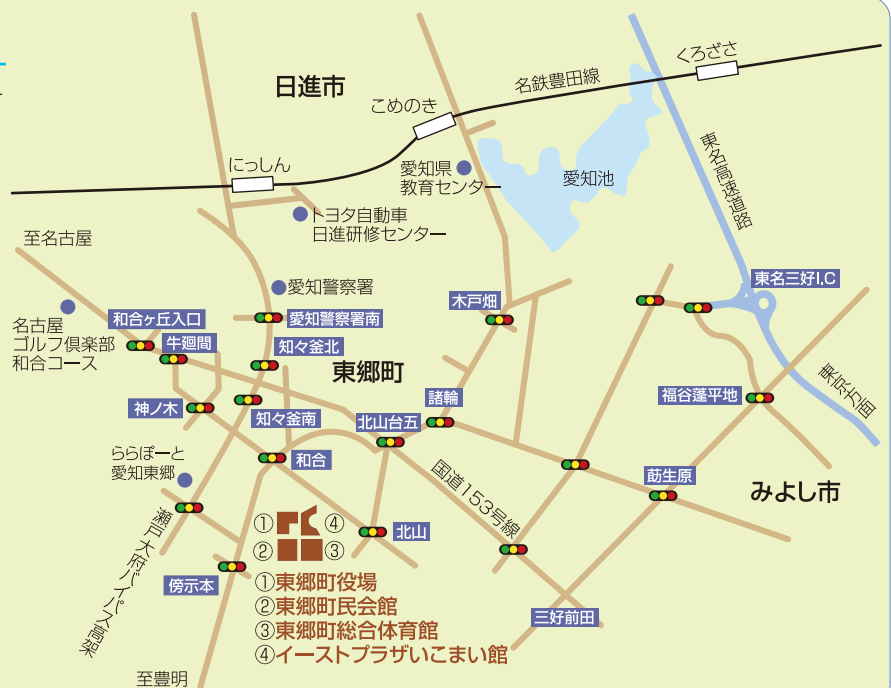 くろざさ
名鉄豊田線
日進市
こめのき
東名高速道路
にっしん
愛知県
教育センター
愛知池
トヨタ自動車
日進研修センター
至名古屋
東名三好I.C
愛知警察署
木戸畑
名古屋
ゴルフ倶楽部
和合コース
和合ヶ丘入口
愛知警察署南
牛廻間
知々釜北
東郷町
東京方面
神ノ木
知々釜南
諸輪
福谷蓬平地
北山台五
ららぽーと
愛知東郷
和合
国道153号線
莇生原
みよし市
瀬戸大府バイパス高架
①
④
②
③
北山
傍示本
①東郷町役場
②東郷町民会館
③東郷町総合体育館
④イーストプラザいこまい館
三好前田
至豊明